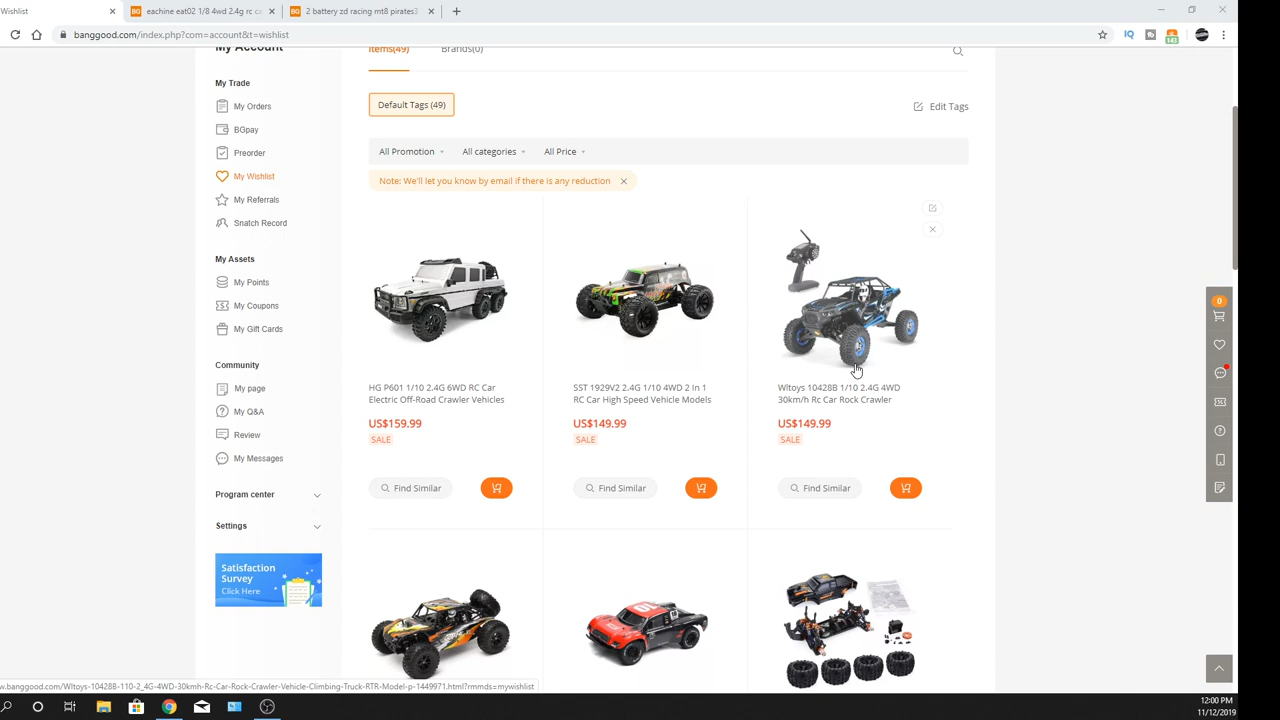 Wishlist
eachine eat02 1/8 4wd 2.4g rc ca
2 battery zd racing mt8 pirates3
banggood.com/index.php?com=account&t=wishlist
My Account
Items(49)
Brands(0)
My Trade
My Orders
BGpay
Preorder
My Wishlist
My Referrals
Snatch Record
My Assets
My Points
My Coupons
My Gift Cards
Community
My page
My Q&A
Review
My Messages
Program center
Settings
Satisfaction
Survey
Click Here
Default Tags (49)
Edit Tags
All Promotion
All categories
All Price
Note: We'll let you know by email if there is any reduction
HG P601 1/10 2.4G 6WD RC Car
Electric Off-Road Crawler Vehicles
US$159.99
SALE
Find Similar
SST 1929V2 2.4G 1/10 4WD 2 In 1
RC Car High Speed Vehicle Models
US$149.99
SALE
Find Similar
Wltoys 10428B 1/10 2.4G 4WD
30km/h Rc Car Rock Crawler
US$149.99
SALE
Find Similar
0
w.banggood.com/Wltoys-10428B-110-2_4G-4WD-30kmh-Rc-Car-Rock-Crawler-Vehicle-Climbing-Truck-RTR-Model-p-1449971.html?rmmds=mywishlist
12:00 PM
11/12/2019